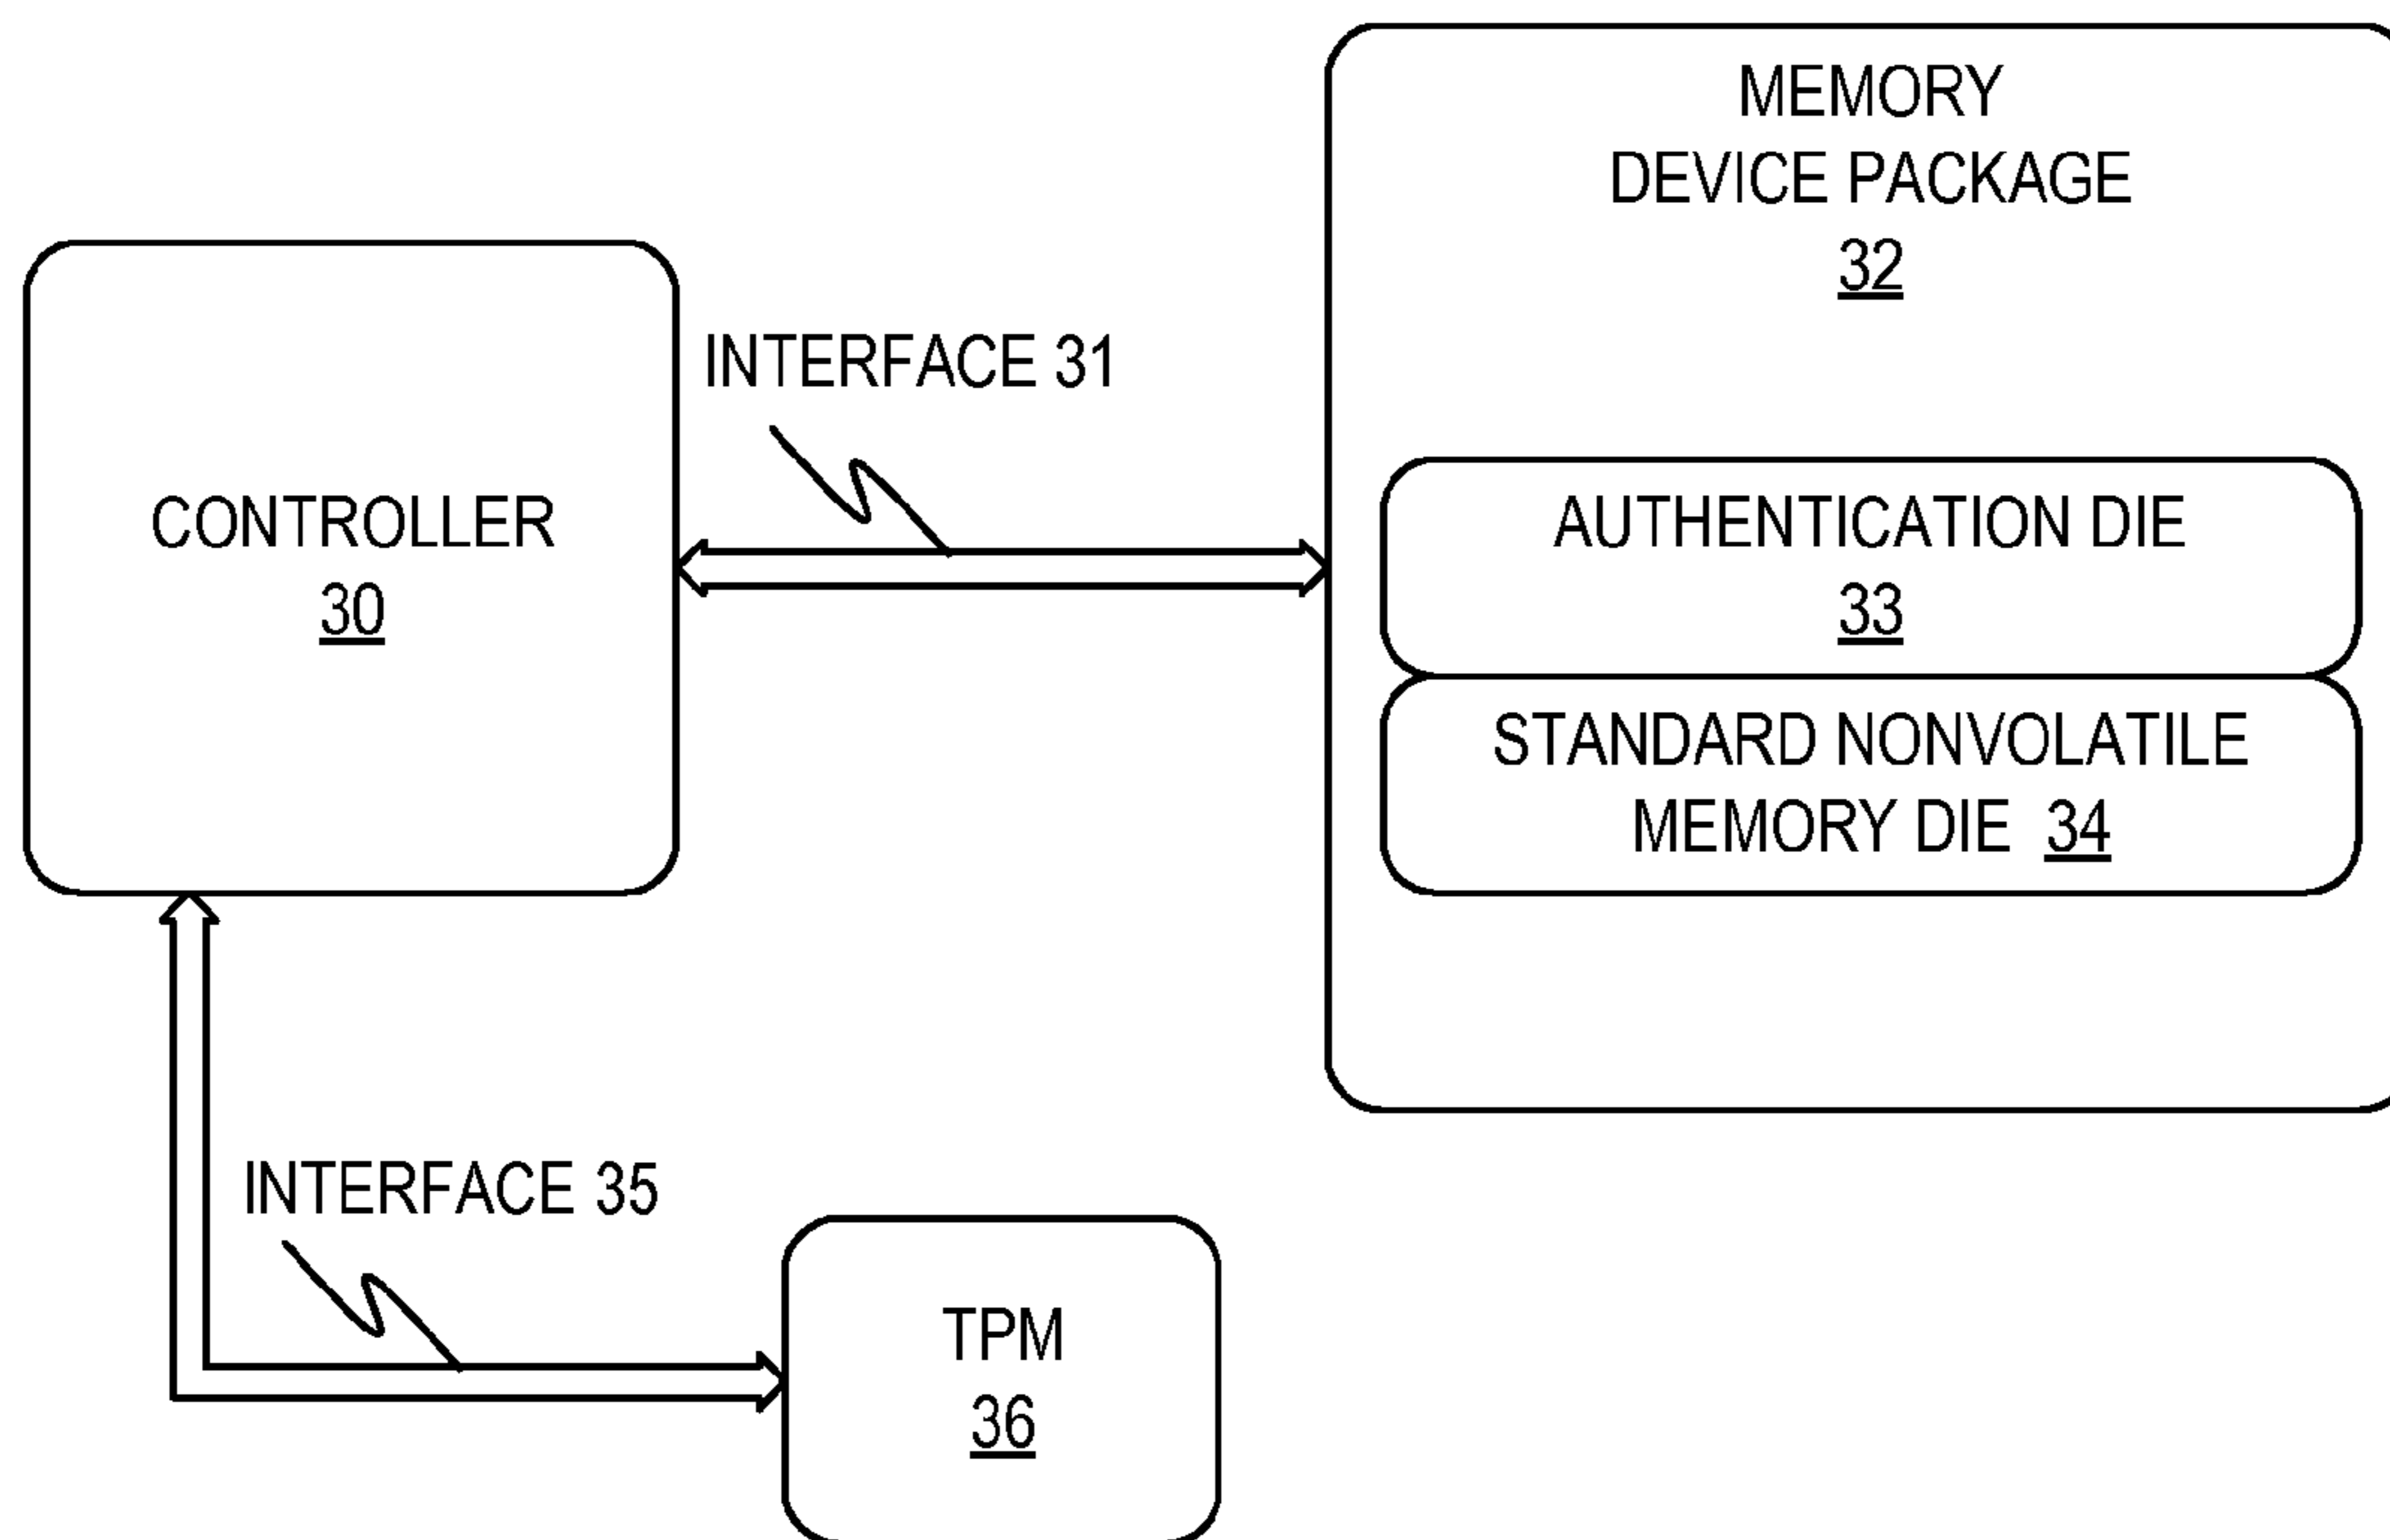 MEMORY
DEVICE PACKAGE
32
INTERFACE 31
CONTROLLER
30
AUTHENTICATION DIE
33
STANDARD NONVOLATILE
MEMORY DIE 34
INTERFACE 35
TPM
36